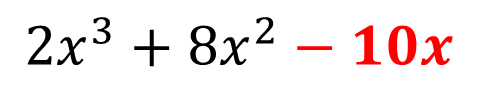 2x³ + 8x² − 10x